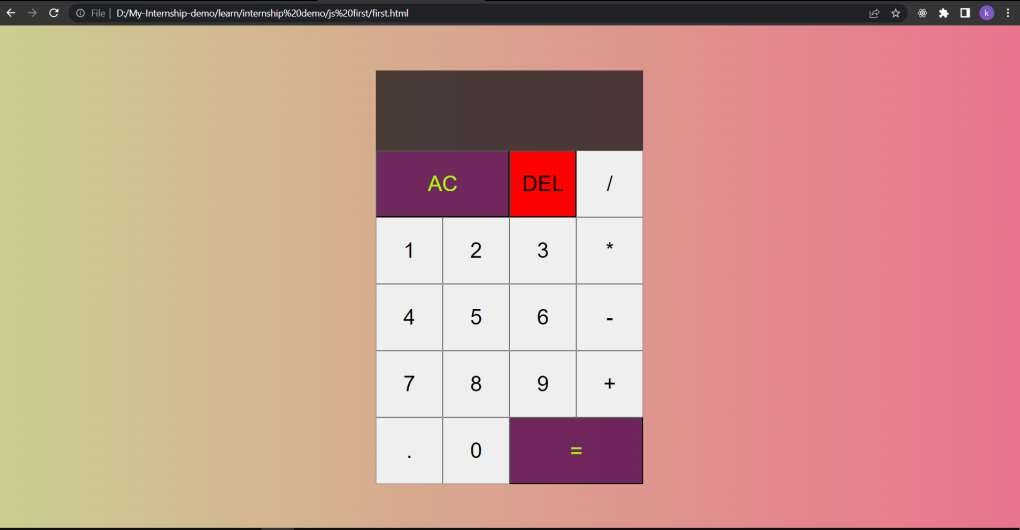 File | D:/My-Internship-demo/learn/internship%20demo/js%20first/first.html
k
AC DEL /
1 2 3 *
4 5 6 -
7 8 9 +
. 0 =